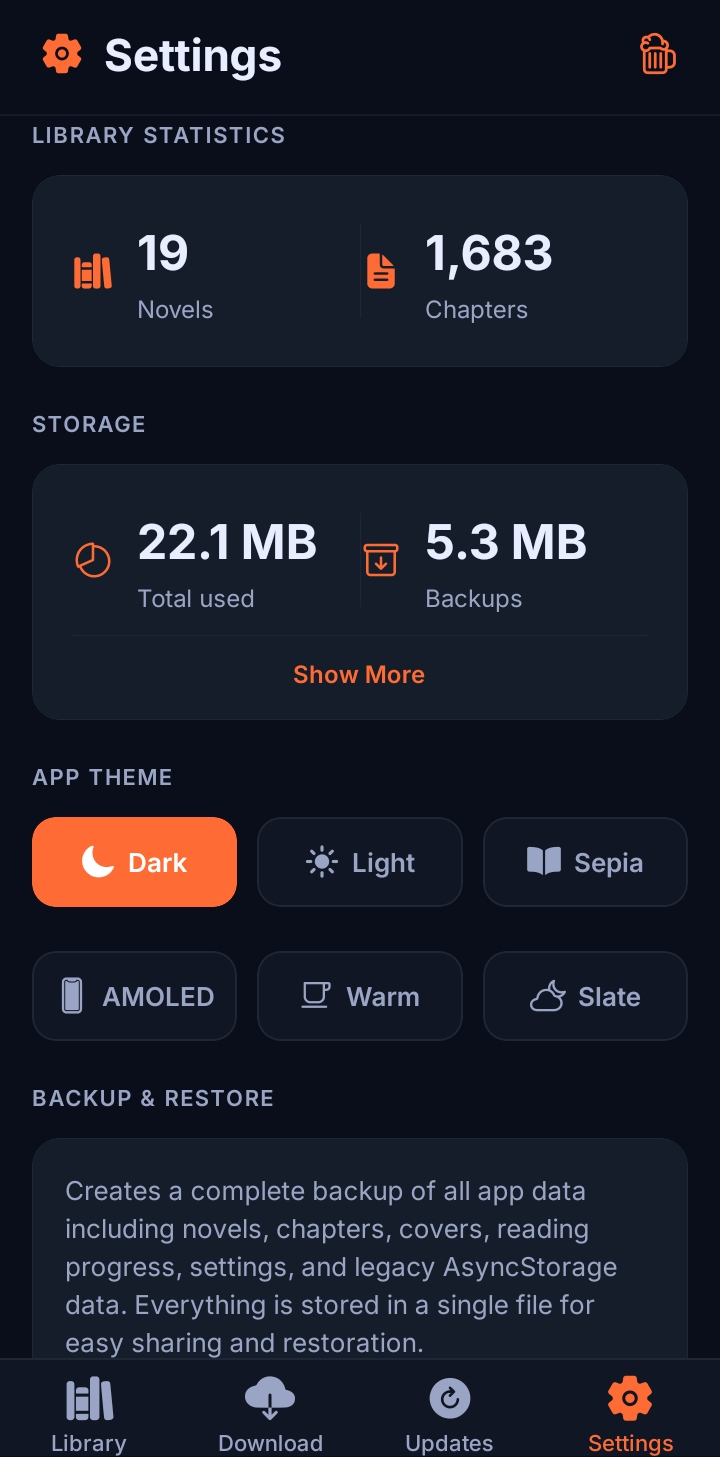 Settings
LIBRARY STATISTICS
19
Novels
1,683
Chapters
STORAGE
22.1 MB
Total used
5.3 MB
Backups
Show More
APP THEME
Dark
Light
Sepia
AMOLED
Warm
Slate
BACKUP & RESTORE
Creates a complete backup of all app data
including novels, chapters, covers, reading
progress, settings, and legacy AsyncStorage
data. Everything is stored in a single file for
easy sharing and restoration.
Library
Download
Updates
Settings